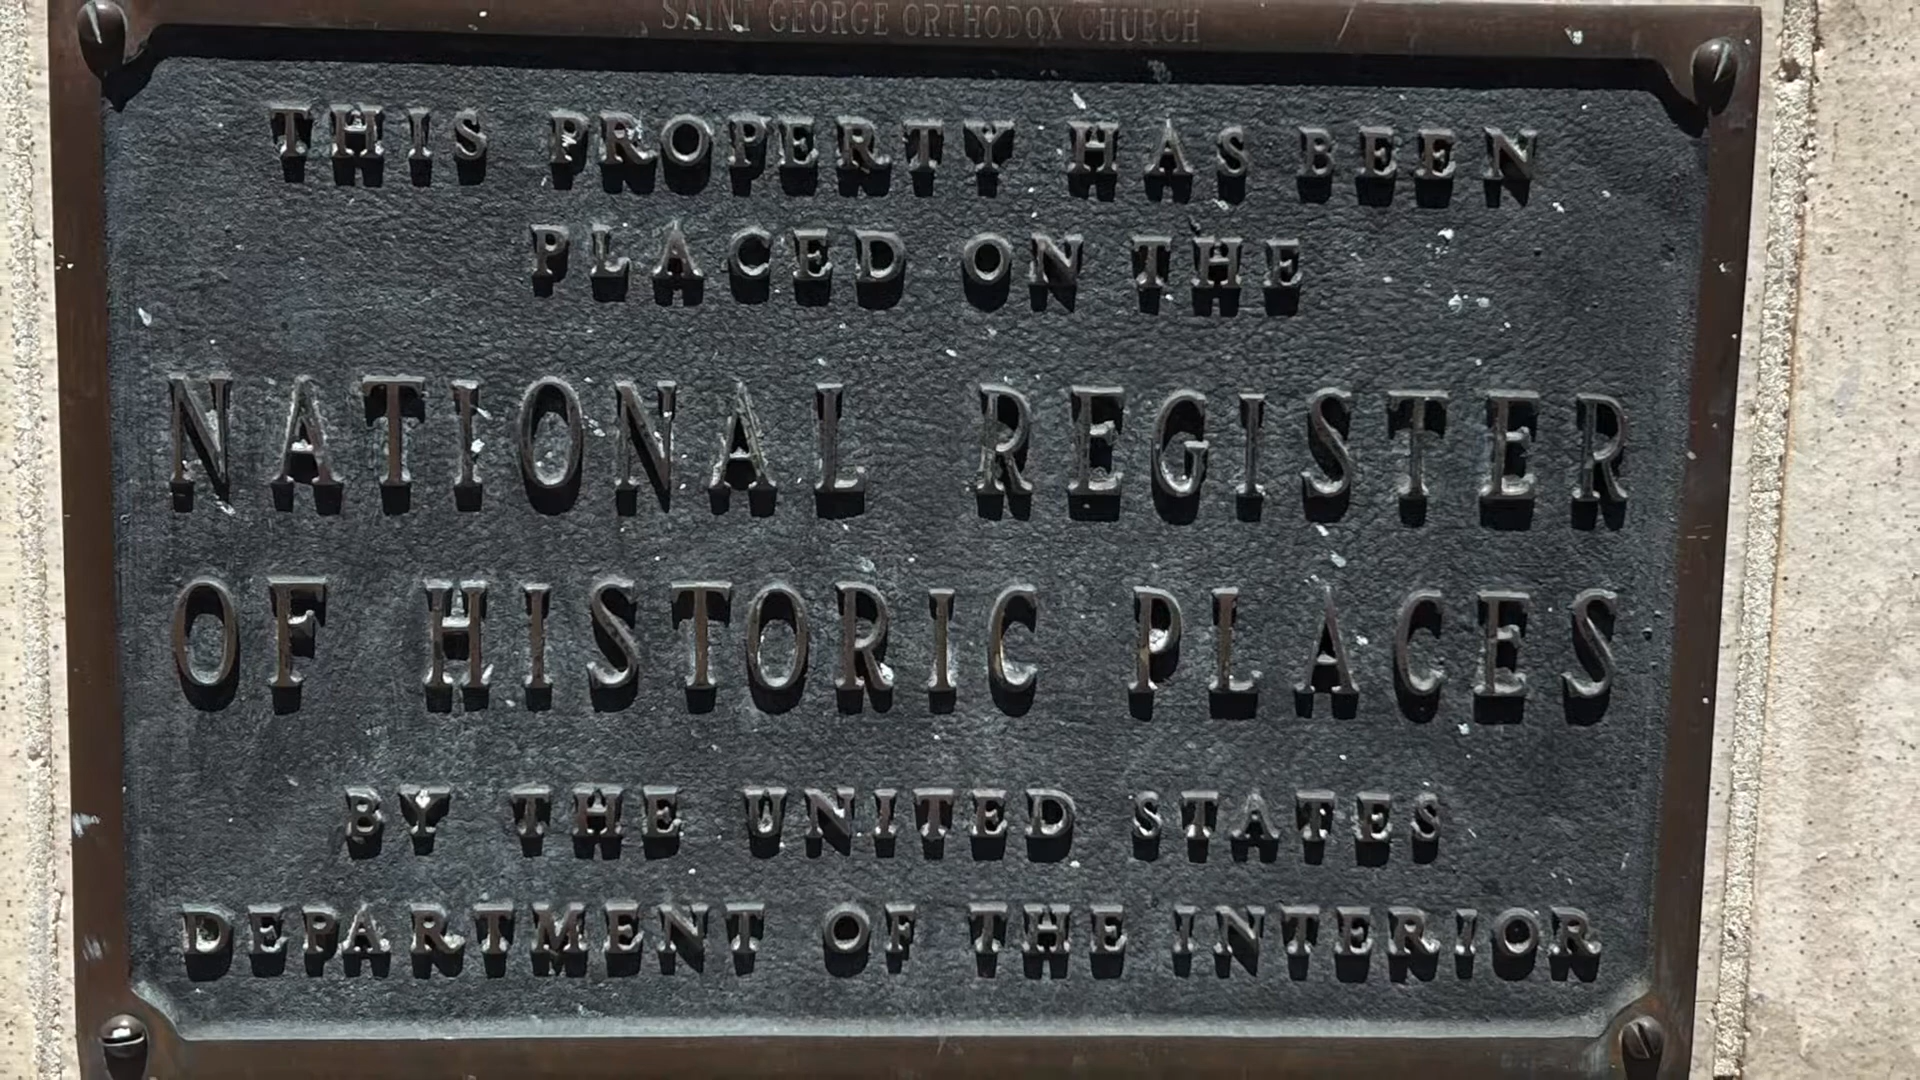 SAINT GEORGE ORTHODOX CHURCH
THIS PROPERTY HAS BEEN
PLACED ON THE
NATIONAL REGISTER
OF HISTORIC PLACES
BY THE UNITED STATES
DEPARTMENT OF THE INTERIOR